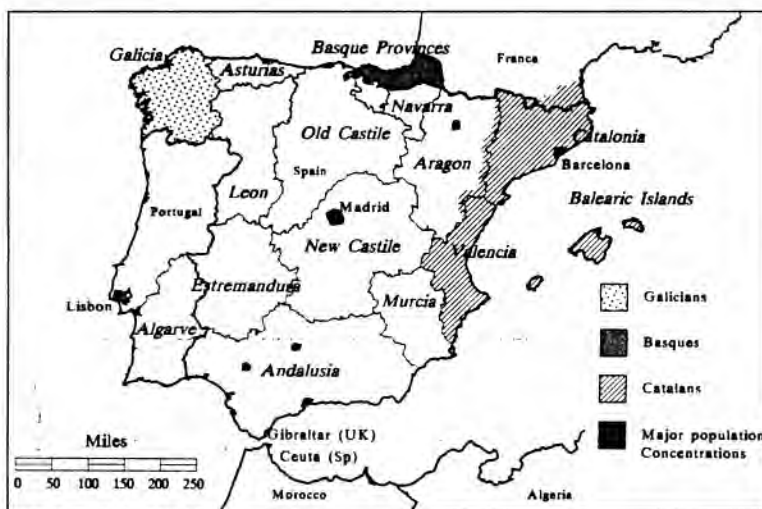 Galicia
Basque Provinces
Asturias
Franca
Navarra
Old Castile
Catalonia
Aragon
Barcelona
Spain
Leon
Balearic Islands
Madrid
Portugal
New Castile
Valencia
Estremandura
Galicians
Murcia
Lisbon
Algarve
Basques
Andalusia
Catalans
Gibraltar (UK)
Major population
Concentrations
Miles
Ceuta (Sp)
0 50 100 150 200 250
Morocco
Algeria